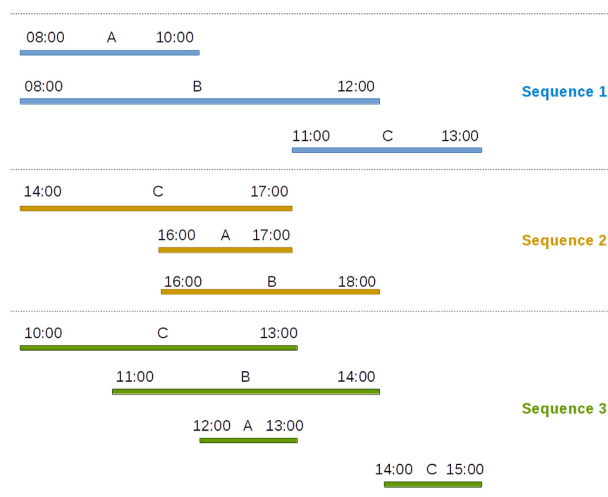 08:00 A 10:00
08:00 B 12:00
Sequence 1
11:00 C 13:00
14:00 C 17:00
16:00 A 17:00
Sequence 2
16:00 B 18:00
10:00 C 13:00
11:00 B 14:00
Sequence 3
12:00 A 13:00
14:00 C 15:00